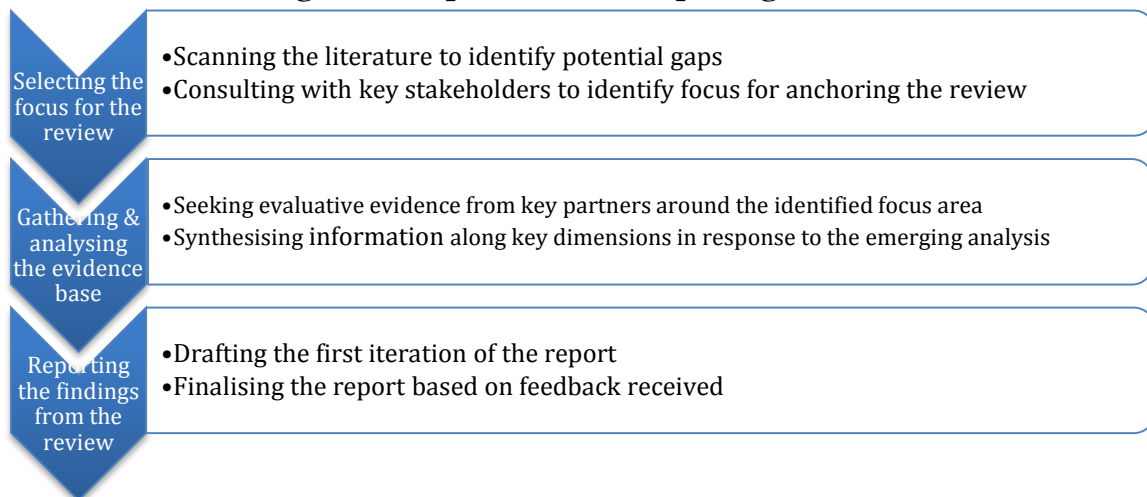 Selecting the
focus for the
review
•Scanning the literature to identify potential gaps
•Consulting with key stakeholders to identify focus for anchoring the review
Gathering &
analysing
the evidence
base
•Seeking evaluative evidence from key partners around the identified focus area
•Synthesising information along key dimensions in response to the emerging analysis
Reporting
the findings
from the
review
•Drafting the first iteration of the report
•Finalising the report based on feedback received